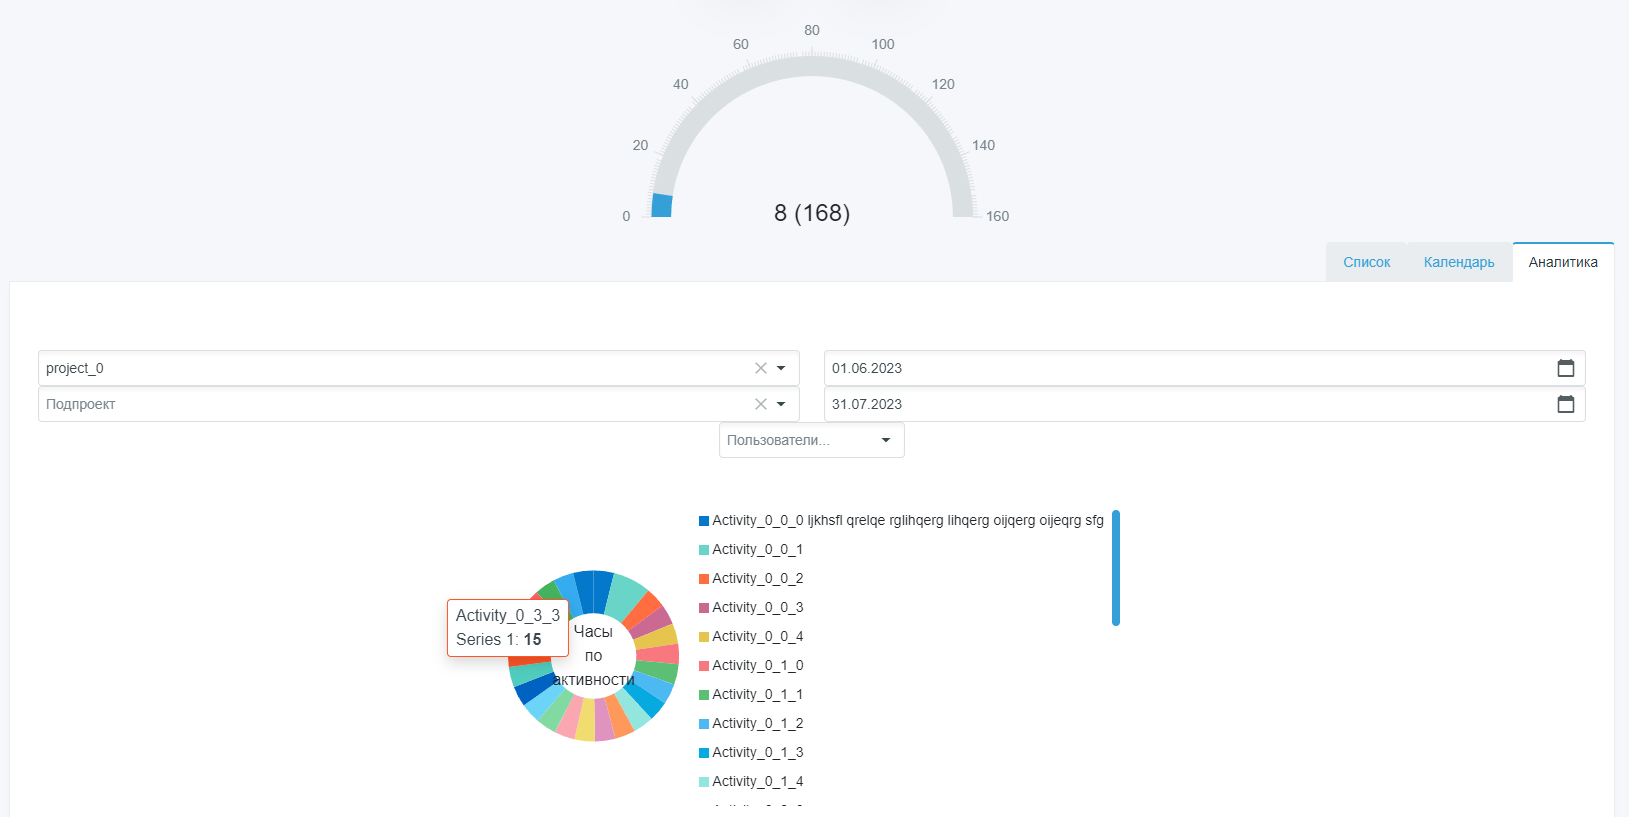 80
60
100
40
120
20
140
8 (168)
0
160
Список
Календарь
Аналитика
project_0
01.06.2023
Подпроект
31.07.2023
Пользователи...
Activity_0_0_0 ljkhsfl qrelqe rglihqerg lihqerg oijqerg oijeqrg sfg
Activity_0_0_1
Activity_0_0_2
Activity_0_0_3
Activity_0_0_4
Activity_0_1_0
Activity_0_1_1
Activity_0_1_2
Activity_0_1_3
Activity_0_1_4
Activity_0_3_3
Series 1: 15
Часы
по
активности